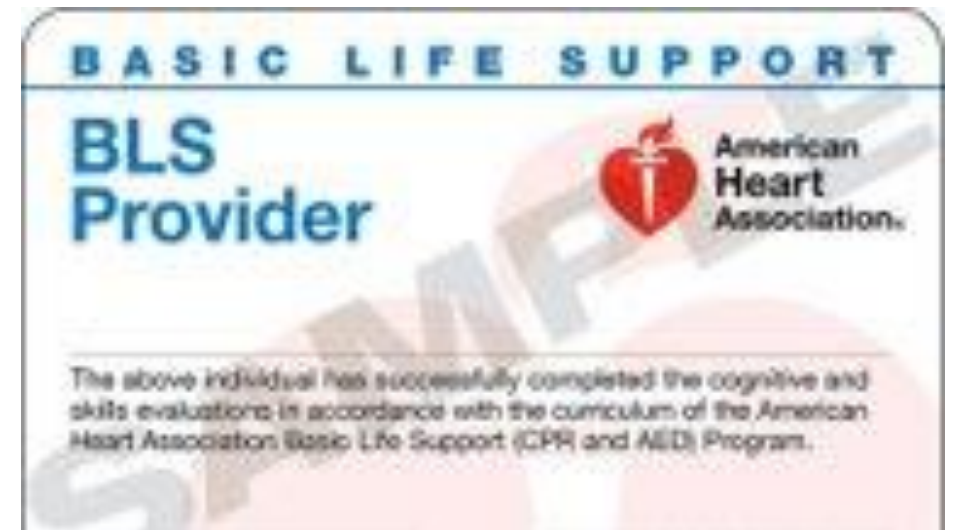 BASIC LIFE SUPPORT
BLS
Provider
American
Heart
Association®
The above individual has successfully completed the cognitive and
skills evaluations in accordance with the curriculum of the American
Heart Association Basic Life Support (CPR and AED) Program.
SAMPLE